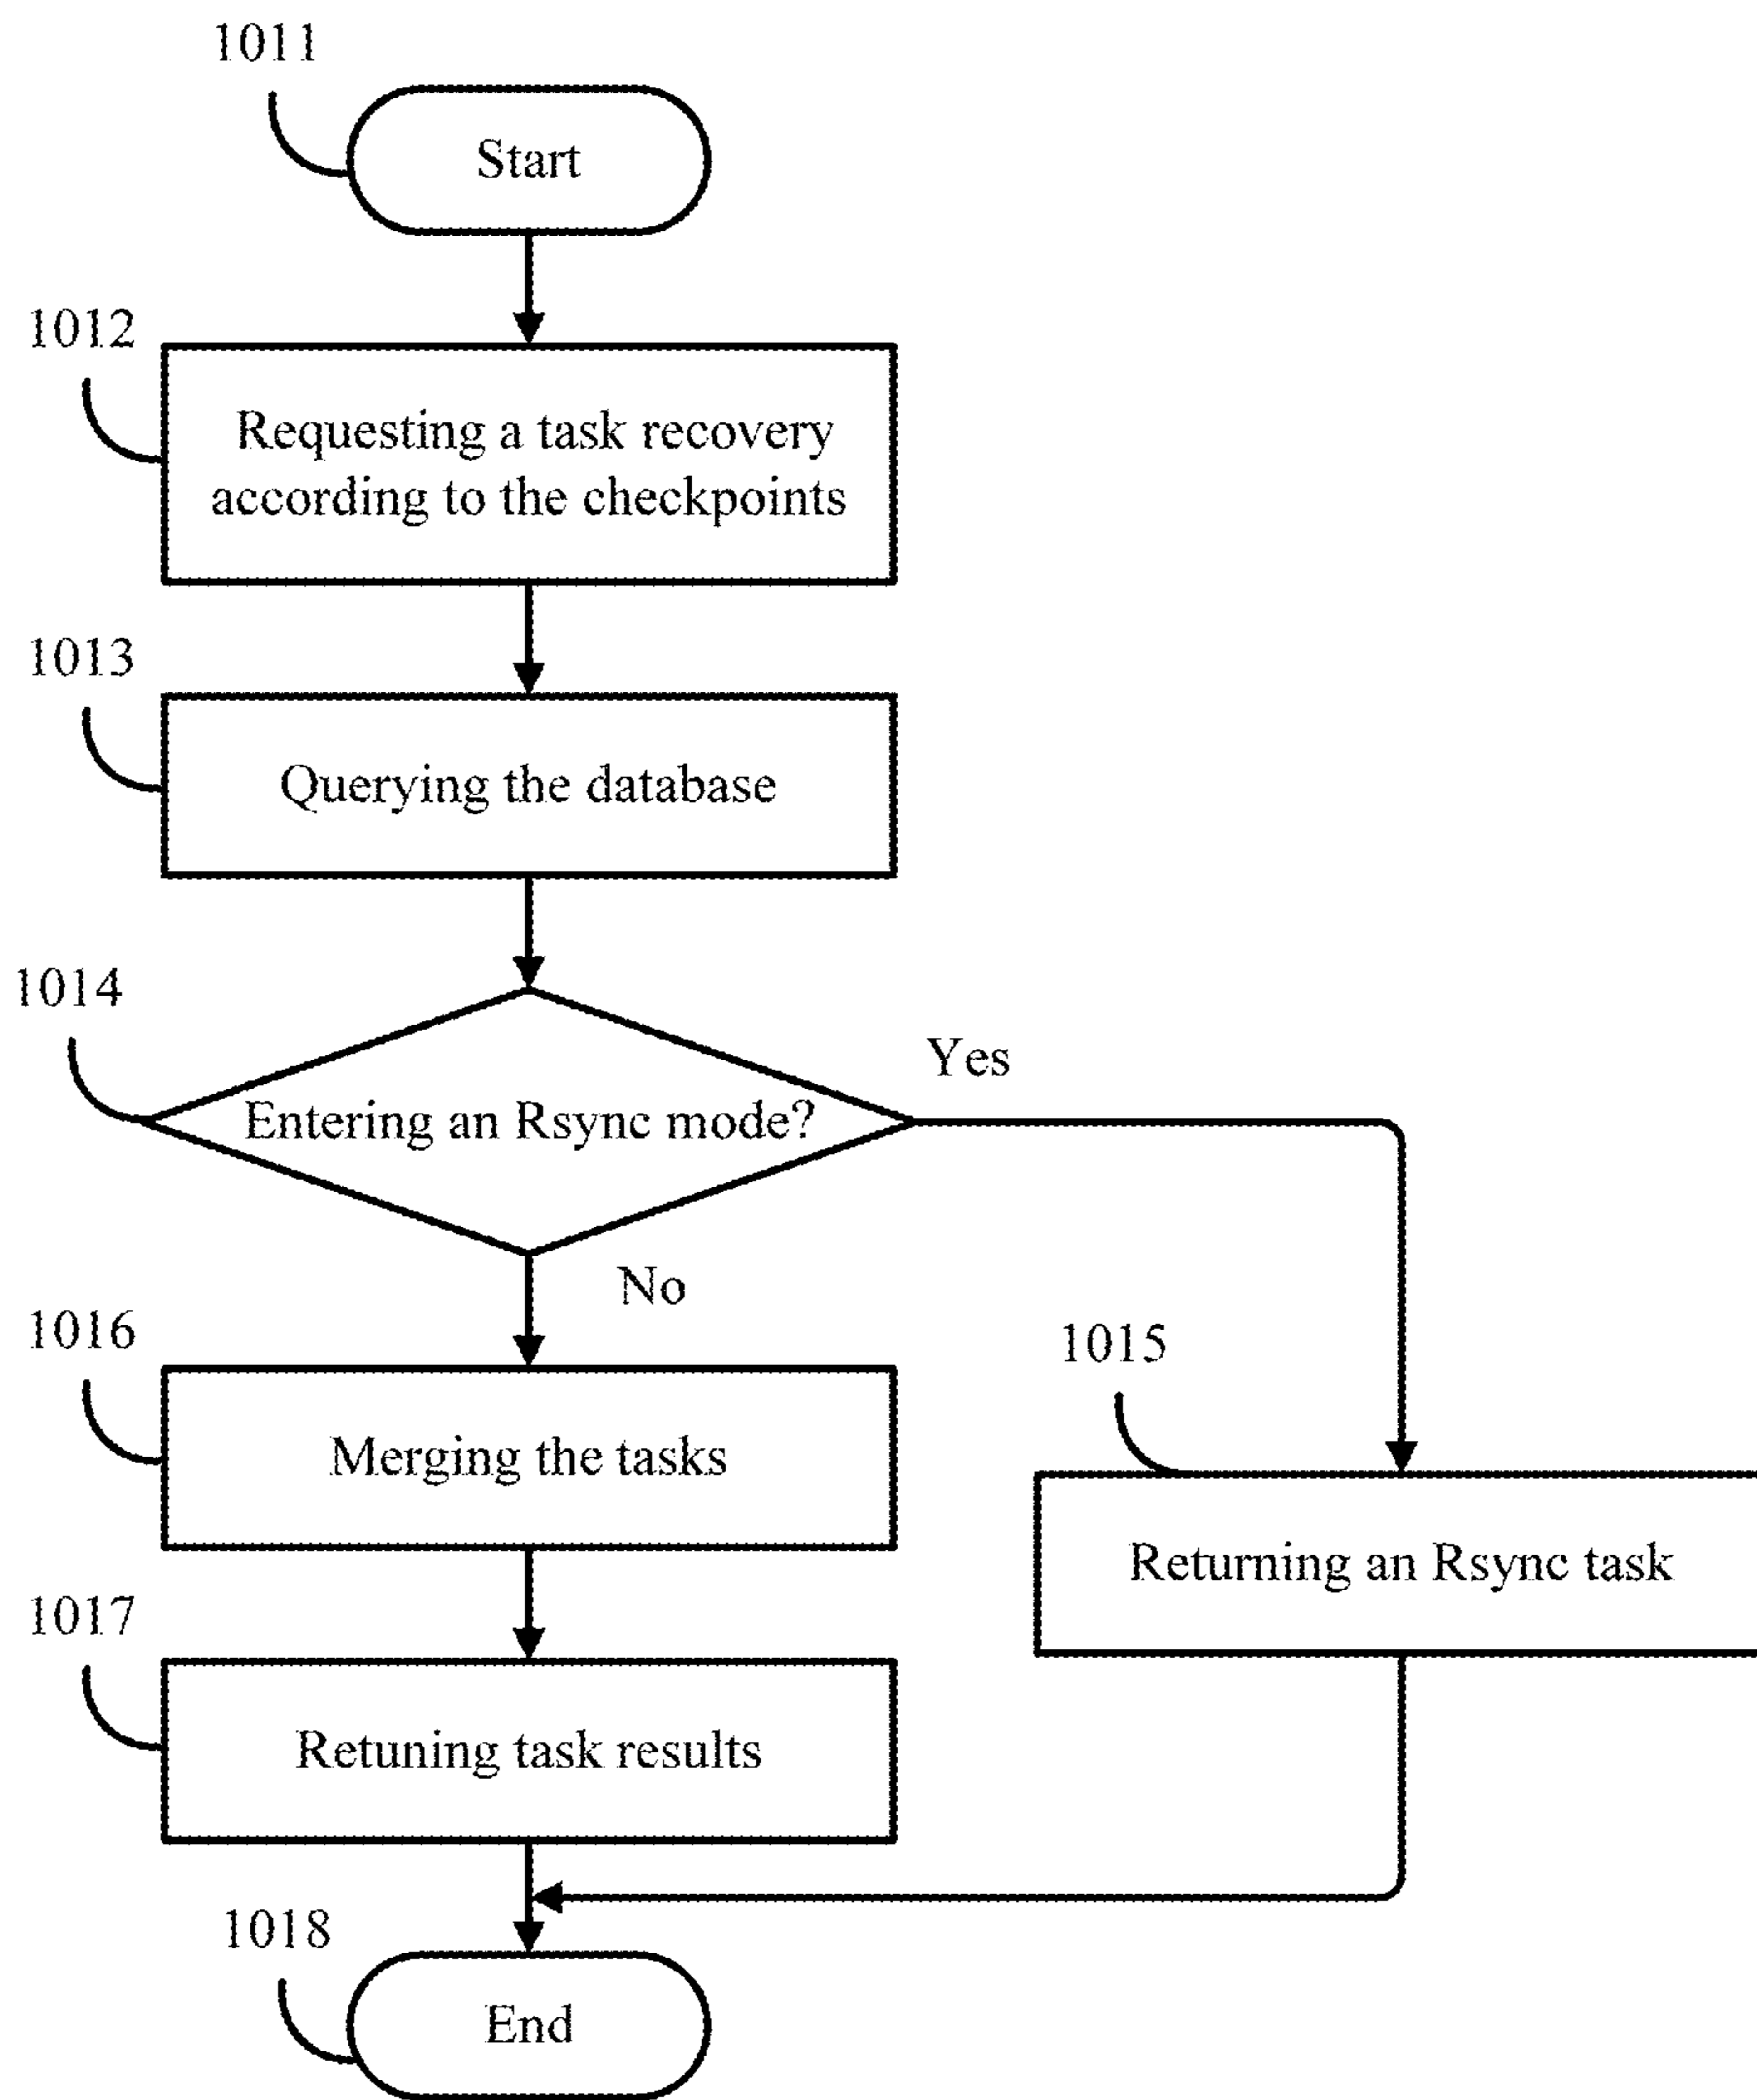 1011
Start
1012
Requesting a task recovery
according to the checkpoints
1013
Querying the database
1014
Entering an Rsync mode?
Yes
No
1016
Merging the tasks
1015
Returning an Rsync task
1017
Retuning task results
1018
End